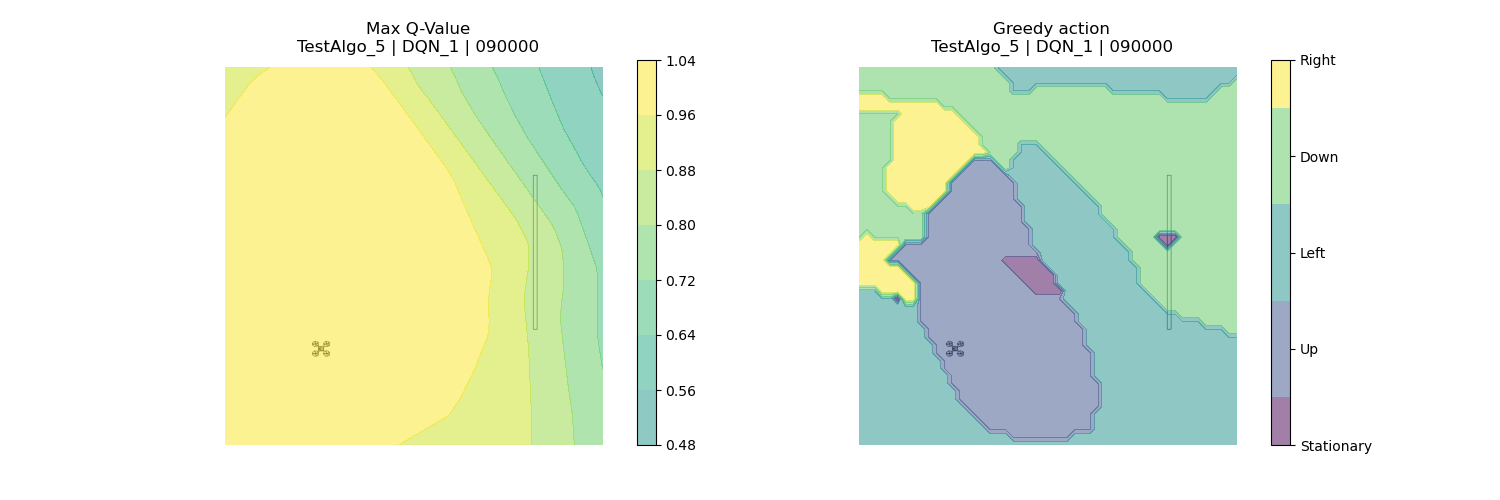 Max Q-Value
TestAlgo_5 | DQN_1 | 090000
1.04
0.96
0.88
0.80
0.72
0.64
0.56
0.48
Greedy action
TestAlgo_5 | DQN_1 | 090000
Right
Down
Left
Up
Stationary